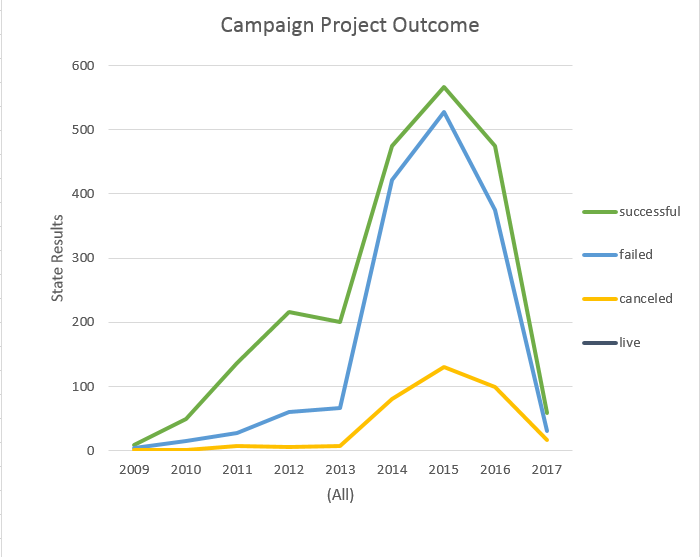 Campaign Project Outcome
600
500
400
300
200
100
0
State Results
2009 2010 2011 2012 2013 2014 2015 2016 2017
(All)
successful
failed
canceled
live